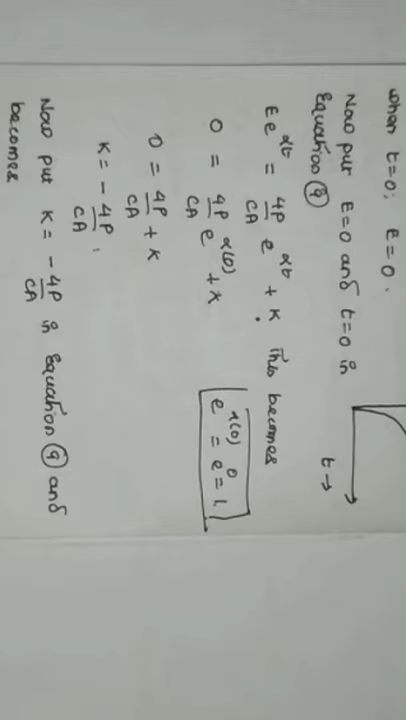 when t=0; E=0.
Now put E=0 and t=0 in
Equation ⑨
t →
E e^αt = 4P/CA e^αt + K. This becomes
0 = 4P/CA e^α(0) + K
e^α(0) = e^0 = 1.
0 = 4P/CA + K
K = - 4P/CA.
Now put K = - 4P/CA in Equation ⑨ and
becomes